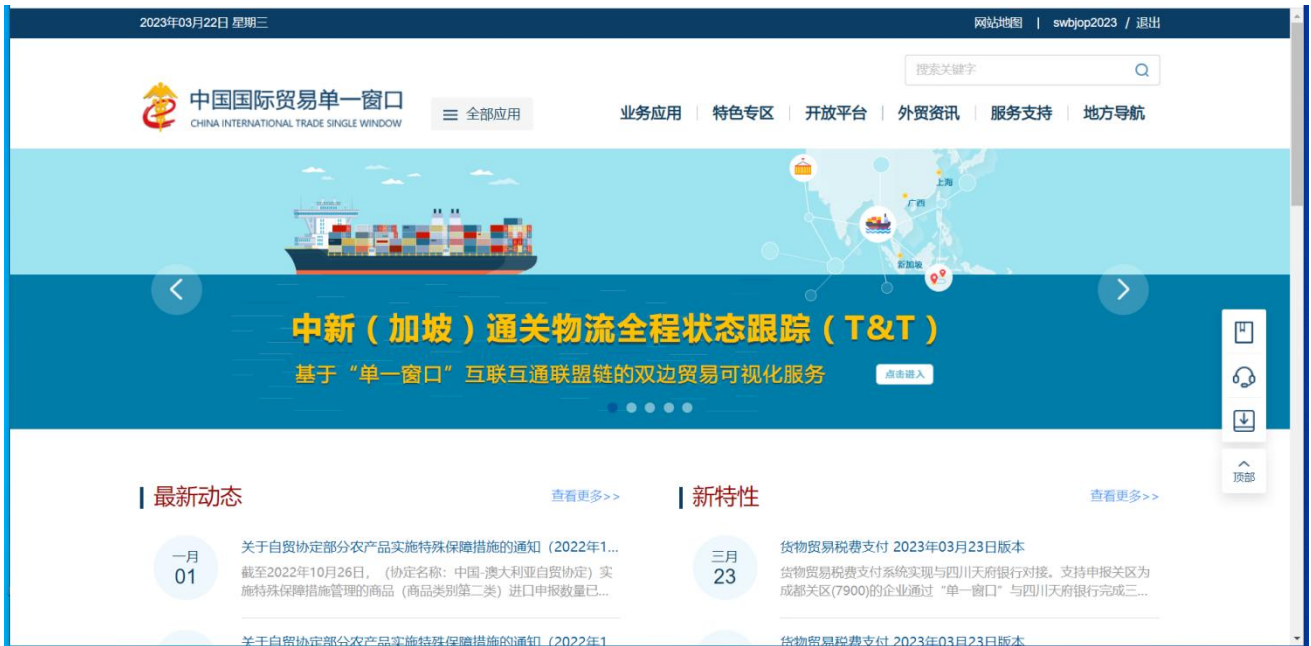 2023年03月22日 星期三
网站地图 | swbjop2023 / 退出
搜索关键字
中国国际贸易单一窗口
CHINA INTERNATIONAL TRADE SINGLE WINDOW
全部应用
业务应用 特色专区 开放平台 外贸资讯 服务支持 地方导航
上海
广西
新加坡
中新（加坡）通关物流全程状态跟踪（T&T）
基于“单一窗口”互联互通联盟链的双边贸易可视化服务
点击进入
顶部
最新动态
查看更多>>
一月
01
关于自贸协定部分农产品实施特殊保障措施的通知（2022年1...
截至2022年10月26日，（协定名称：中国-澳大利亚自贸协定）实
施特殊保障措施管理的商品（商品类别第二类）进口申报数量已...
关于自贸协定部分农产品实施特殊保障措施的通知（2022年1
新特性
查看更多>>
三月
23
货物贸易税费支付 2023年03月23日版本
货物贸易税费支付系统实现与四川天府银行对接。支持申报关区为
成都关区(7900)的企业通过“单一窗口”与四川天府银行完成三...
货物贸易税费支付 2023年03月23日版本